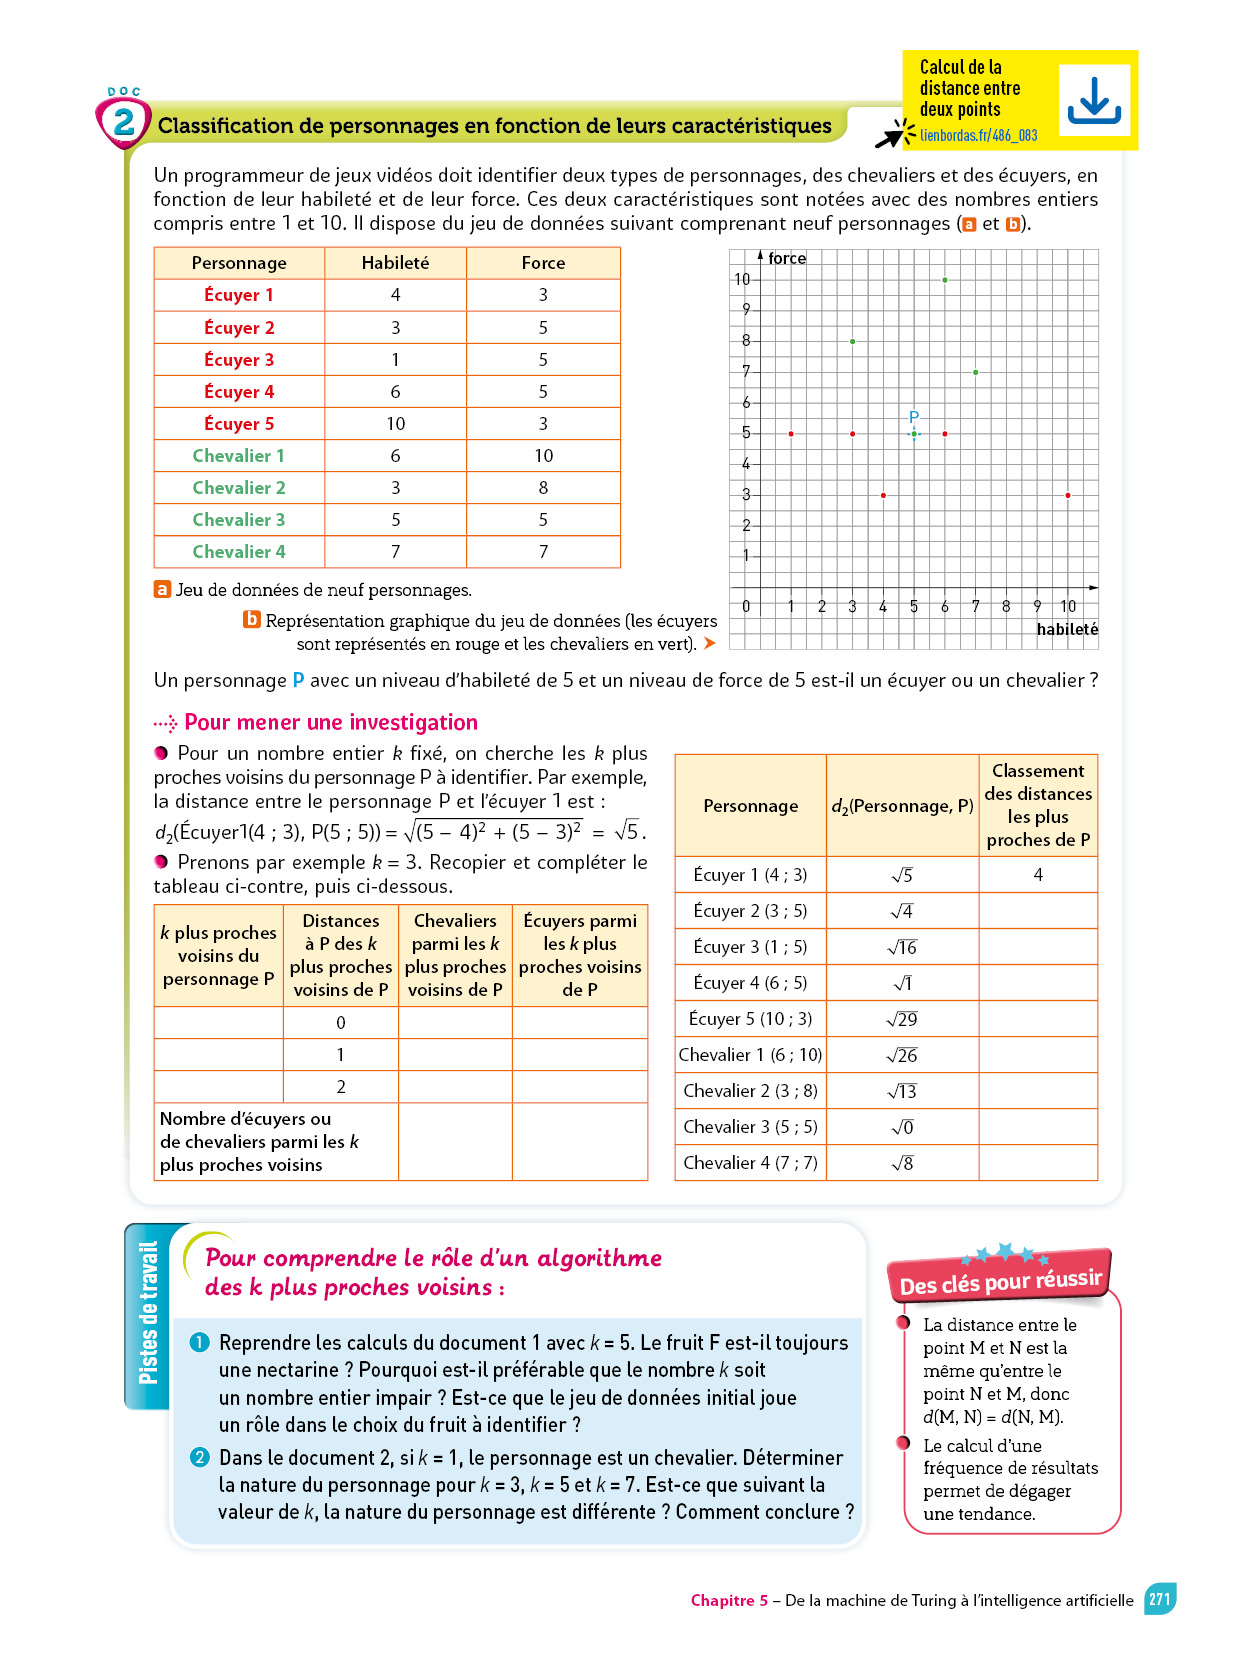 Calcul de la
distance entre
deux points
lienbordas.fr/486_083
DOC
2
Classification de personnages en fonction de leurs caractéristiques
Un programmeur de jeux vidéos doit identifier deux types de personnages, des chevaliers et des écuyers, en
fonction de leur habileté et de leur force. Ces deux caractéristiques sont notées avec des nombres entiers
compris entre 1 et 10. Il dispose du jeu de données suivant comprenant neuf personnages (a et b).
Personnage Habileté Force
Écuyer 1 4 3
Écuyer 2 3 5
Écuyer 3 1 5
Écuyer 4 6 5
Écuyer 5 10 3
Chevalier 1 6 10
Chevalier 2 3 8
Chevalier 3 5 5
Chevalier 4 7 7
a Jeu de données de neuf personnages.
b Représentation graphique du jeu de données (les écuyers
sont représentés en rouge et les chevaliers en vert).
force
10
9
8
7
6
P
5
4
3
2
1
0 1 2 3 4 5 6 7 8 9 10
habileté
Un personnage P avec un niveau d'habileté de 5 et un niveau de force de 5 est-il un écuyer ou un chevalier ?
Pour mener une investigation
Pour un nombre entier k fixé, on cherche les k plus
proches voisins du personnage P à identifier. Par exemple,
la distance entre le personnage P et l'écuyer 1 est :
d₂(Écuyer1(4 ; 3), P(5 ; 5)) = √(5 − 4)² + (5 − 3)² = √5.
Prenons par exemple k = 3. Recopier et compléter le
tableau ci-contre, puis ci-dessous.
k plus proches
voisins du
personnage P
Distances
à P des k
plus proches
voisins de P
Chevaliers
parmi les k
plus proches
voisins de P
Écuyers parmi
les k plus
proches voisins
de P
0
1
2
Nombre d'écuyers ou
de chevaliers parmi les k
plus proches voisins
Personnage
d₂(Personnage, P)
Classement
des distances
les plus
proches de P
Écuyer 1 (4 ; 3) √5 4
Écuyer 2 (3 ; 5) √4
Écuyer 3 (1 ; 5) √16
Écuyer 4 (6 ; 5) √1
Écuyer 5 (10 ; 3) √29
Chevalier 1 (6 ; 10) √26
Chevalier 2 (3 ; 8) √13
Chevalier 3 (5 ; 5) √0
Chevalier 4 (7 ; 7) √8
Pistes de travail
Pour comprendre le rôle d'un algorithme
des k plus proches voisins :
1 Reprendre les calculs du document 1 avec k = 5. Le fruit F est-il toujours
une nectarine ? Pourquoi est-il préférable que le nombre k soit
un nombre entier impair ? Est-ce que le jeu de données initial joue
un rôle dans le choix du fruit à identifier ?
2 Dans le document 2, si k = 1, le personnage est un chevalier. Déterminer
la nature du personnage pour k = 3, k = 5 et k = 7. Est-ce que suivant la
valeur de k, la nature du personnage est différente ? Comment conclure ?
Des clés pour réussir
La distance entre le
point M et N est la
même qu'entre le
point N et M, donc
d(M, N) = d(N, M).
Le calcul d'une
fréquence de résultats
permet de dégager
une tendance.
Chapitre 5 – De la machine de Turing à l'intelligence artificielle 271